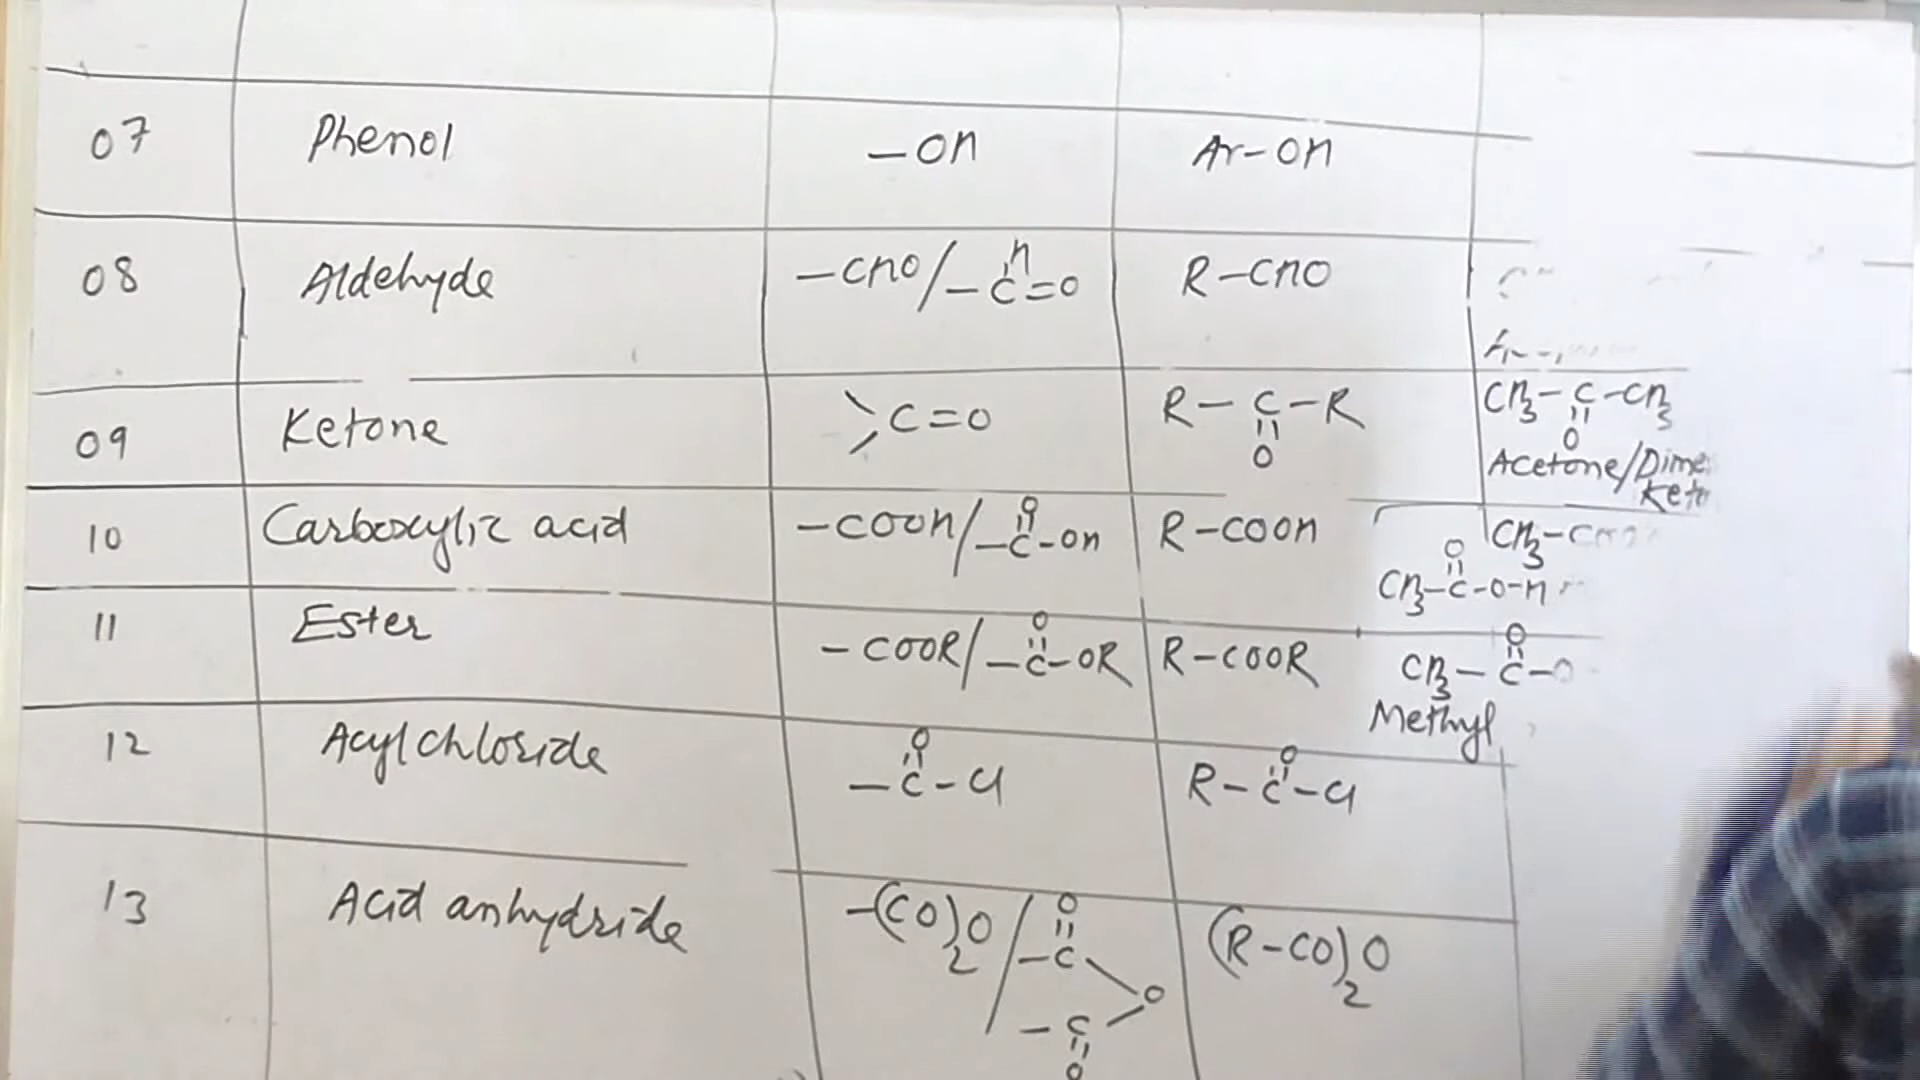 07 Phenol –OH Ar–OH
08 Aldehyde –CHO/ –C=O R–CHO
H
09 Ketone >C=O R–C–R CH3–C–CH3
O O
Acetone/Dime
Keto
10 Carboxylic acid –COOH/ –C–OH R–COOH CH3–
O
O
CH3–C–O–H
11 Ester –COOR/ –C–OR R–COOR CH3–C–O
O O
Methyl
12 Acylchloride –C–Cl R–C–Cl
O O
13 Acid anhydride –(CO)2O/ –C (R–CO)2O
O
O
–C
O